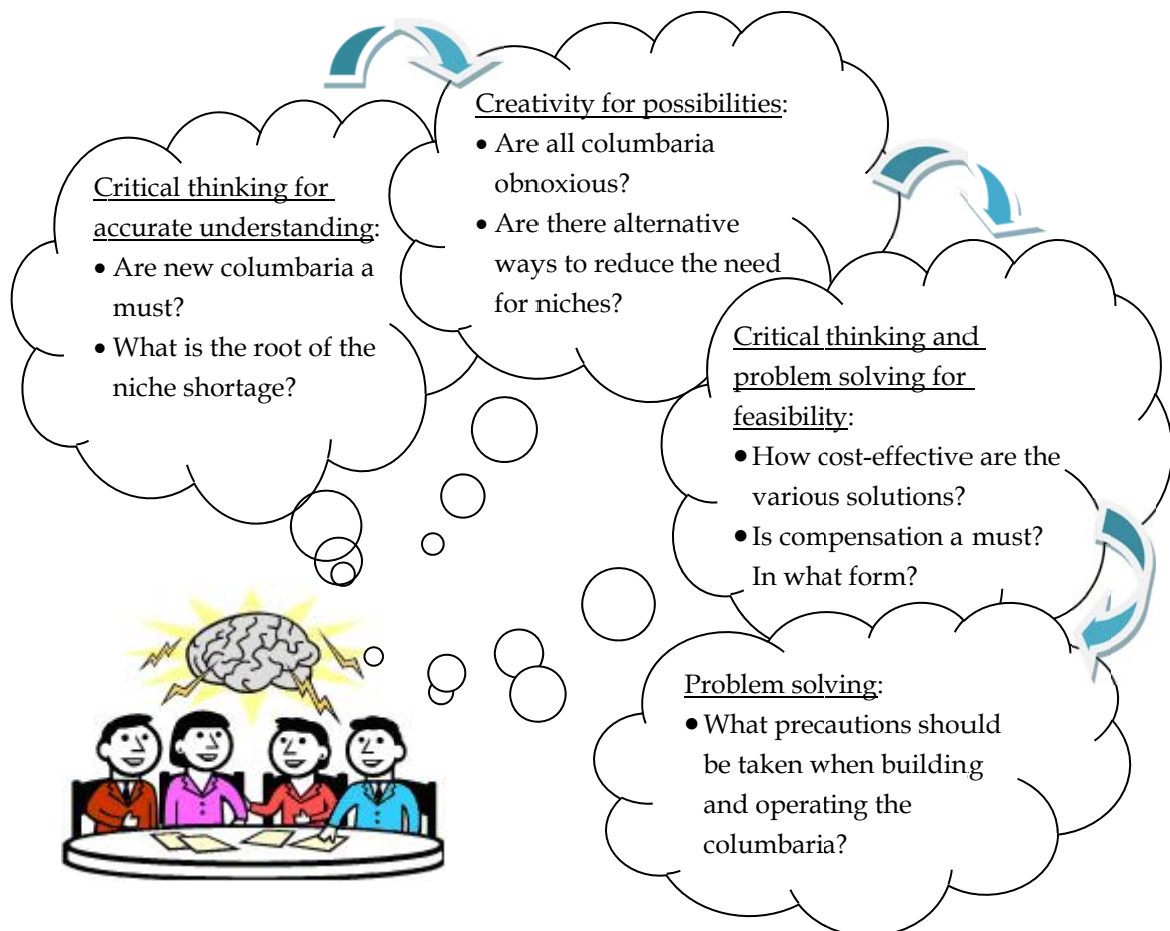 Critical thinking for
accurate understanding:
• Are new columbaria a
must?
• What is the root of the
niche shortage?
Creativity for possibilities:
• Are all columbaria
obnoxious?
• Are there alternative
ways to reduce the need
for niches?
Critical thinking and
problem solving for
feasibility:
• How cost-effective are the
various solutions?
• Is compensation a must?
In what form?
Problem solving:
• What precautions should
be taken when building
and operating the
columbaria?